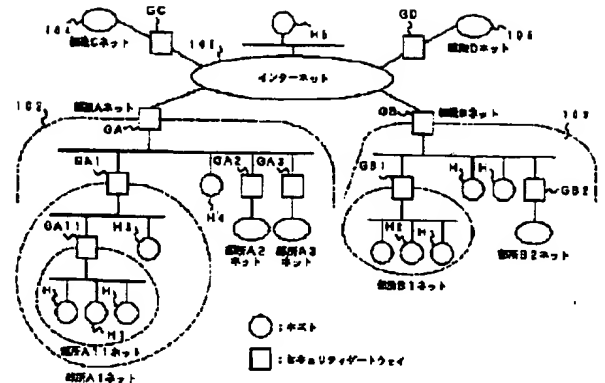 GC
GD
104
105
組織Cネット
H5
組織Dネット
インターネット
組織Aネット
組織Bネット
102
GA
GB
103
GA1
GA2
GA3
GB1
H
H
H4
GB2
GA11
H3
部所A2
ネット
部所A3
ネット
H2
H
H
部所B2ネット
H
H
H1
部所B1ネット
部所A11ネット
部所A1ネット
○：ホスト
□：セキュリティゲートウェイ